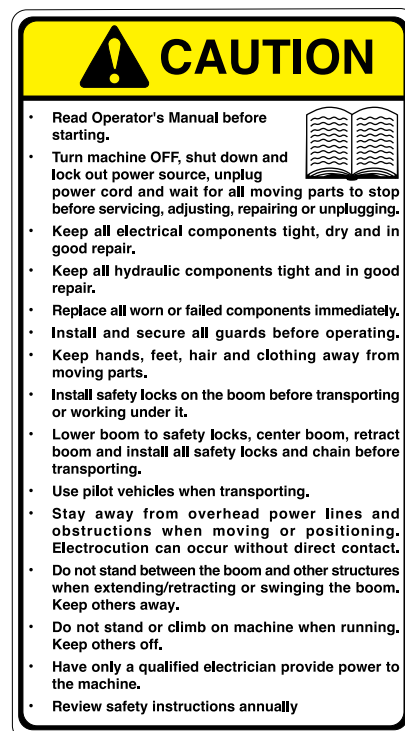 CAUTION
· Read Operator's Manual before
starting.
· Turn machine OFF, shut down and
lock out power source, unplug
power cord and wait for all moving parts to stop
before servicing, adjusting, repairing or unplugging.
· Keep all electrical components tight, dry and in
good repair.
· Keep all hydraulic components tight and in good
repair.
· Replace all worn or failed components immediately.
· Install and secure all guards before operating.
· Keep hands, feet, hair and clothing away from
moving parts.
· Install safety locks on the boom before transporting
or working under it.
· Lower boom to safety locks, center boom, retract
boom and install all safety locks and chain before
transporting.
· Use pilot vehicles when transporting.
· Stay away from overhead power lines and
obstructions when moving or positioning.
Electrocution can occur without direct contact.
· Do not stand between the boom and other structures
when extending/retracting or swinging the boom.
Keep others away.
· Do not stand or climb on machine when running.
Keep others off.
· Have only a qualified electrician provide power to
the machine.
· Review safety instructions annually